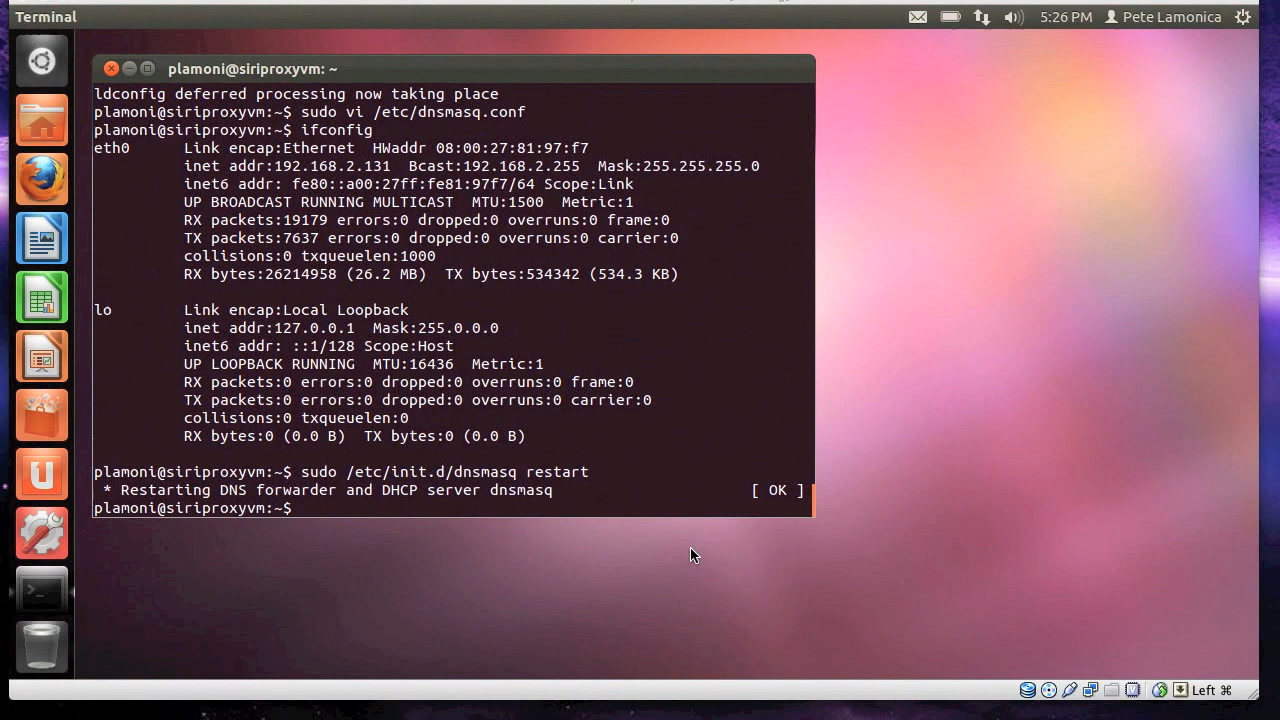 Terminal
5:26 PM
Pete Lamonica
plamoni@siriproxyvm: ~
ldconfig deferred processing now taking place
plamoni@siriproxyvm:~$ sudo vi /etc/dnsmasq.conf
plamoni@siriproxyvm:~$ ifconfig
eth0      Link encap:Ethernet  HWaddr 08:00:27:81:97:f7
          inet addr:192.168.2.131  Bcast:192.168.2.255  Mask:255.255.255.0
          inet6 addr: fe80::a00:27ff:fe81:97f7/64 Scope:Link
          UP BROADCAST RUNNING MULTICAST  MTU:1500  Metric:1
          RX packets:19179 errors:0 dropped:0 overruns:0 frame:0
          TX packets:7637 errors:0 dropped:0 overruns:0 carrier:0
          collisions:0 txqueuelen:1000
          RX bytes:26214958 (26.2 MB)  TX bytes:534342 (534.3 KB)
lo        Link encap:Local Loopback
          inet addr:127.0.0.1  Mask:255.0.0.0
          inet6 addr: ::1/128 Scope:Host
          UP LOOPBACK RUNNING  MTU:16436  Metric:1
          RX packets:0 errors:0 dropped:0 overruns:0 frame:0
          TX packets:0 errors:0 dropped:0 overruns:0 carrier:0
          collisions:0 txqueuelen:0
          RX bytes:0 (0.0 B)  TX bytes:0 (0.0 B)
plamoni@siriproxyvm:~$ sudo /etc/init.d/dnsmasq restart
 * Restarting DNS forwarder and DHCP server dnsmasq                      [ OK ]
plamoni@siriproxyvm:~$
Left ⌘